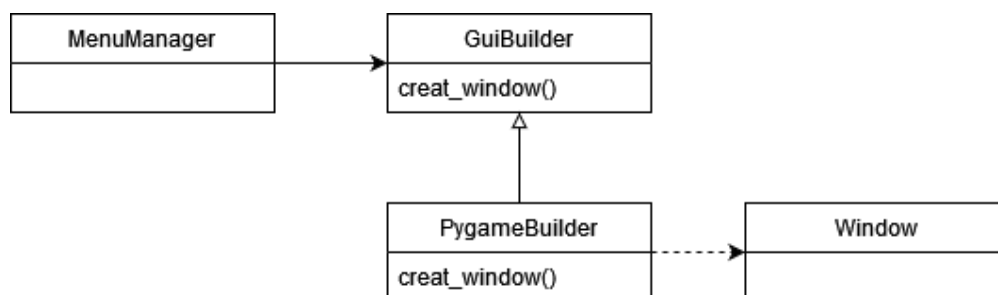 MenuManager
GuiBuilder
creat_window()
PygameBuilder
Window
creat_window()